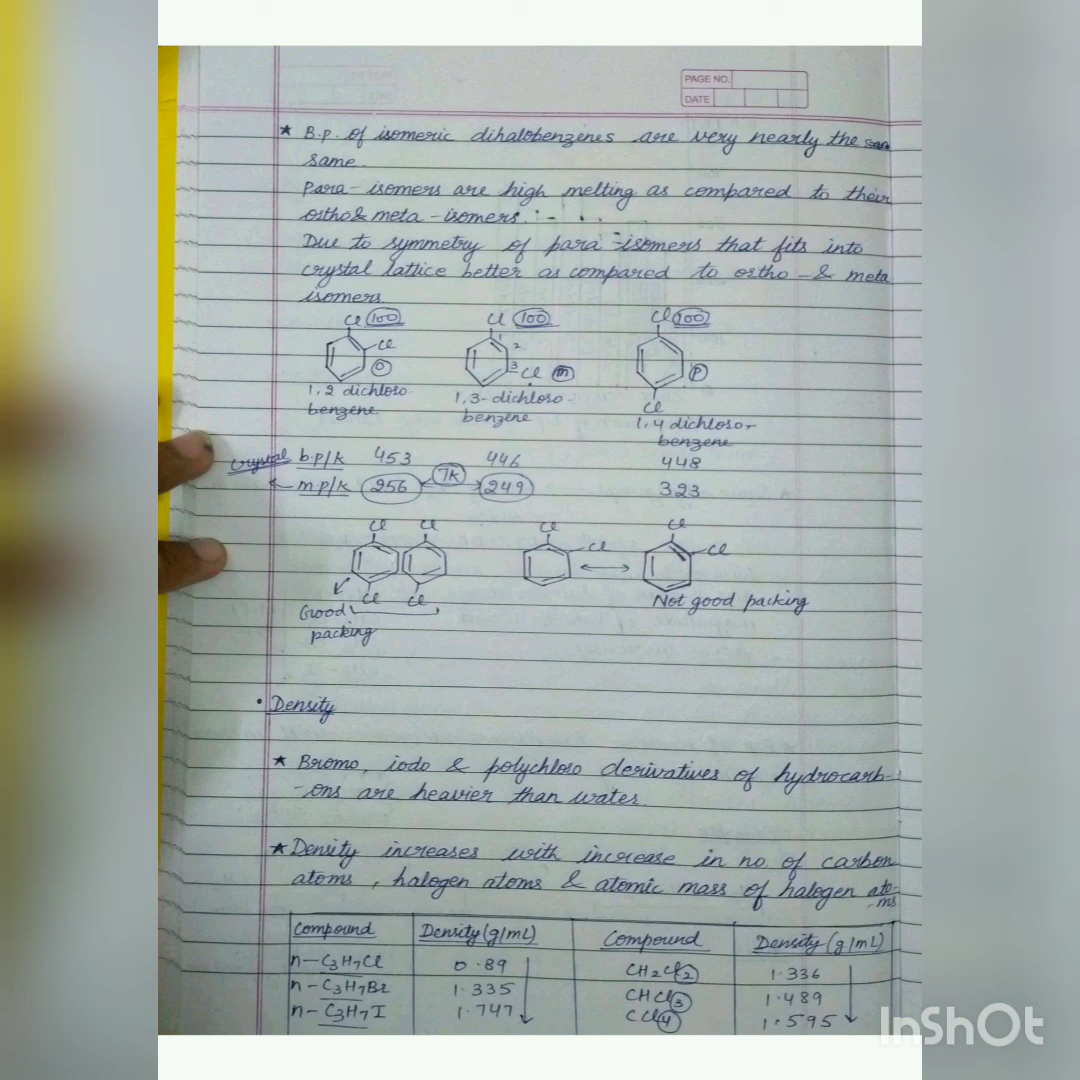 PAGE NO.
DATE
★ B.p. of isomeric dihalobenzenes are very nearly the
same.
Para-isomers are high melting as compared to their
ortho & meta-isomers. :- . .
Due to symmetry of para-isomers that fits into
crystal lattice better as compared to ortho-& meta
isomers.
Cl 100 Cl 100 Cl 100
Cl 1 2
o 3 Cl m p
Cl
1,2 dichloro- 1,3-dichloro- 1,4 dichloro-
benzene benzene benzene
crystal b.p/k 453 446 448
m.p/k 256 7k 249 323
Cl Cl Cl Cl
Cl Cl
Cl Cl
Good Not good packing
packing
• Density
★ Bromo, iodo & polychloro derivatives of hydrocarb-
-ons are heavier than water.
★ Density increases with increase in no. of carbon
atoms, halogen atoms & atomic mass of halogen ato-
-ms
Compound Density (g/mL) Compound Density (g/mL)
n-C3H7Cl 0.89 CH2Cl2 1.336
n-C3H7Br 1.335 CHCl3 1.489
n-C3H7I 1.747 CCl4 1.595
InShOt